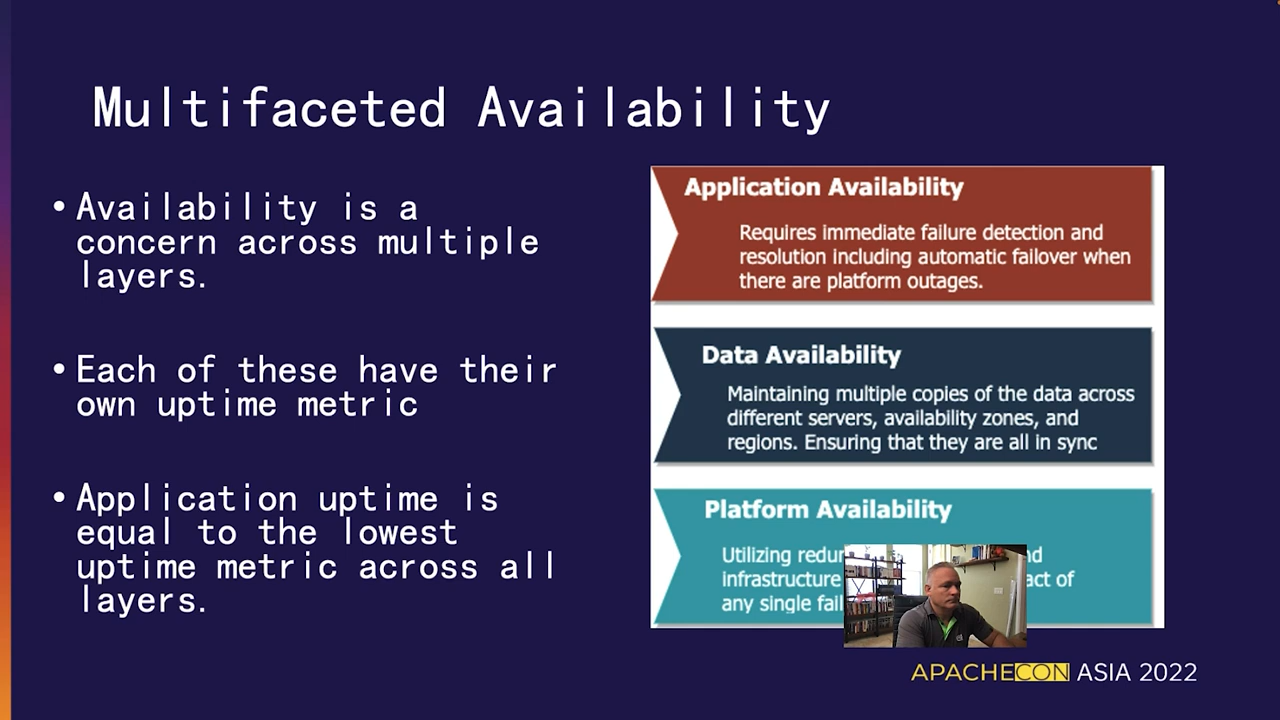 Multifaceted Availability
• Availability is a
concern across multiple
layers.
• Each of these have their
own uptime metric
• Application uptime is
equal to the lowest
uptime metric across all
layers.
Application Availability
Requires immediate failure detection and
resolution including automatic failover when
there are platform outages.
Data Availability
Maintaining multiple copies of the data across
different servers, availability zones, and
regions. Ensuring that they are all in sync
Platform Availability
Utilizing
infrastructure of
any single
APACHECON ASIA 2022